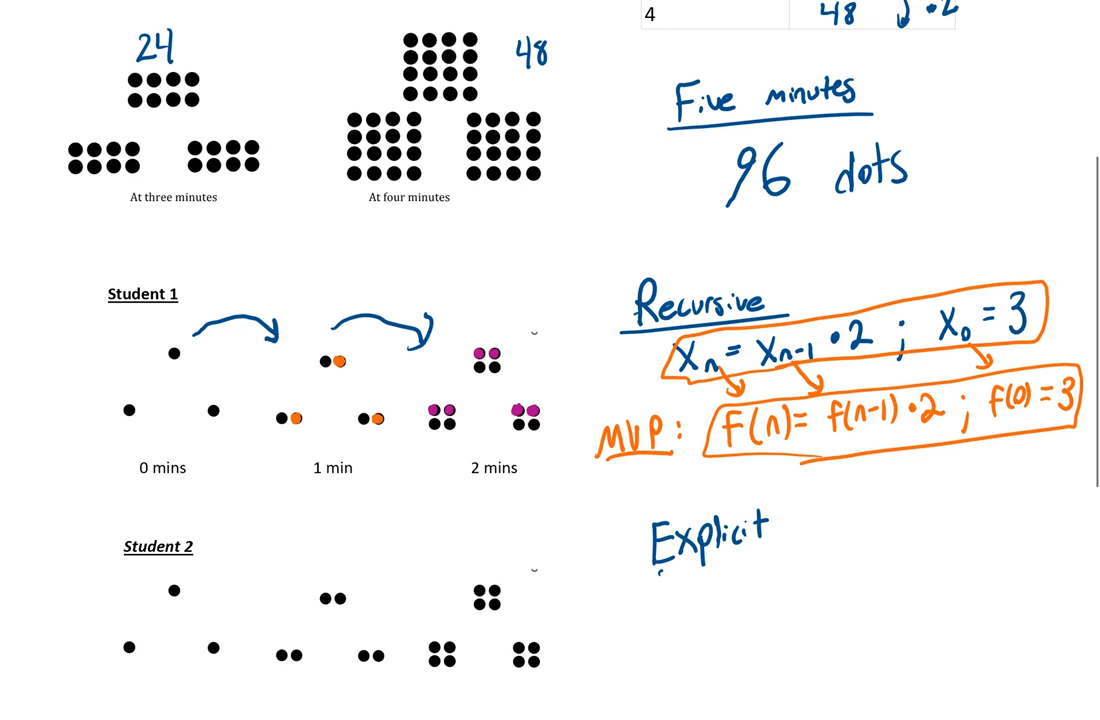 4 48 • 2
24
48
At three minutes
At four minutes
Five minutes
96 dots
Student 1
0 mins
1 min
2 mins
Recursive
Xn = Xn-1 • 2 ; X0 = 3
MVP: f(n) = f(n-1) • 2 ; f(0) = 3
Student 2
Explicit